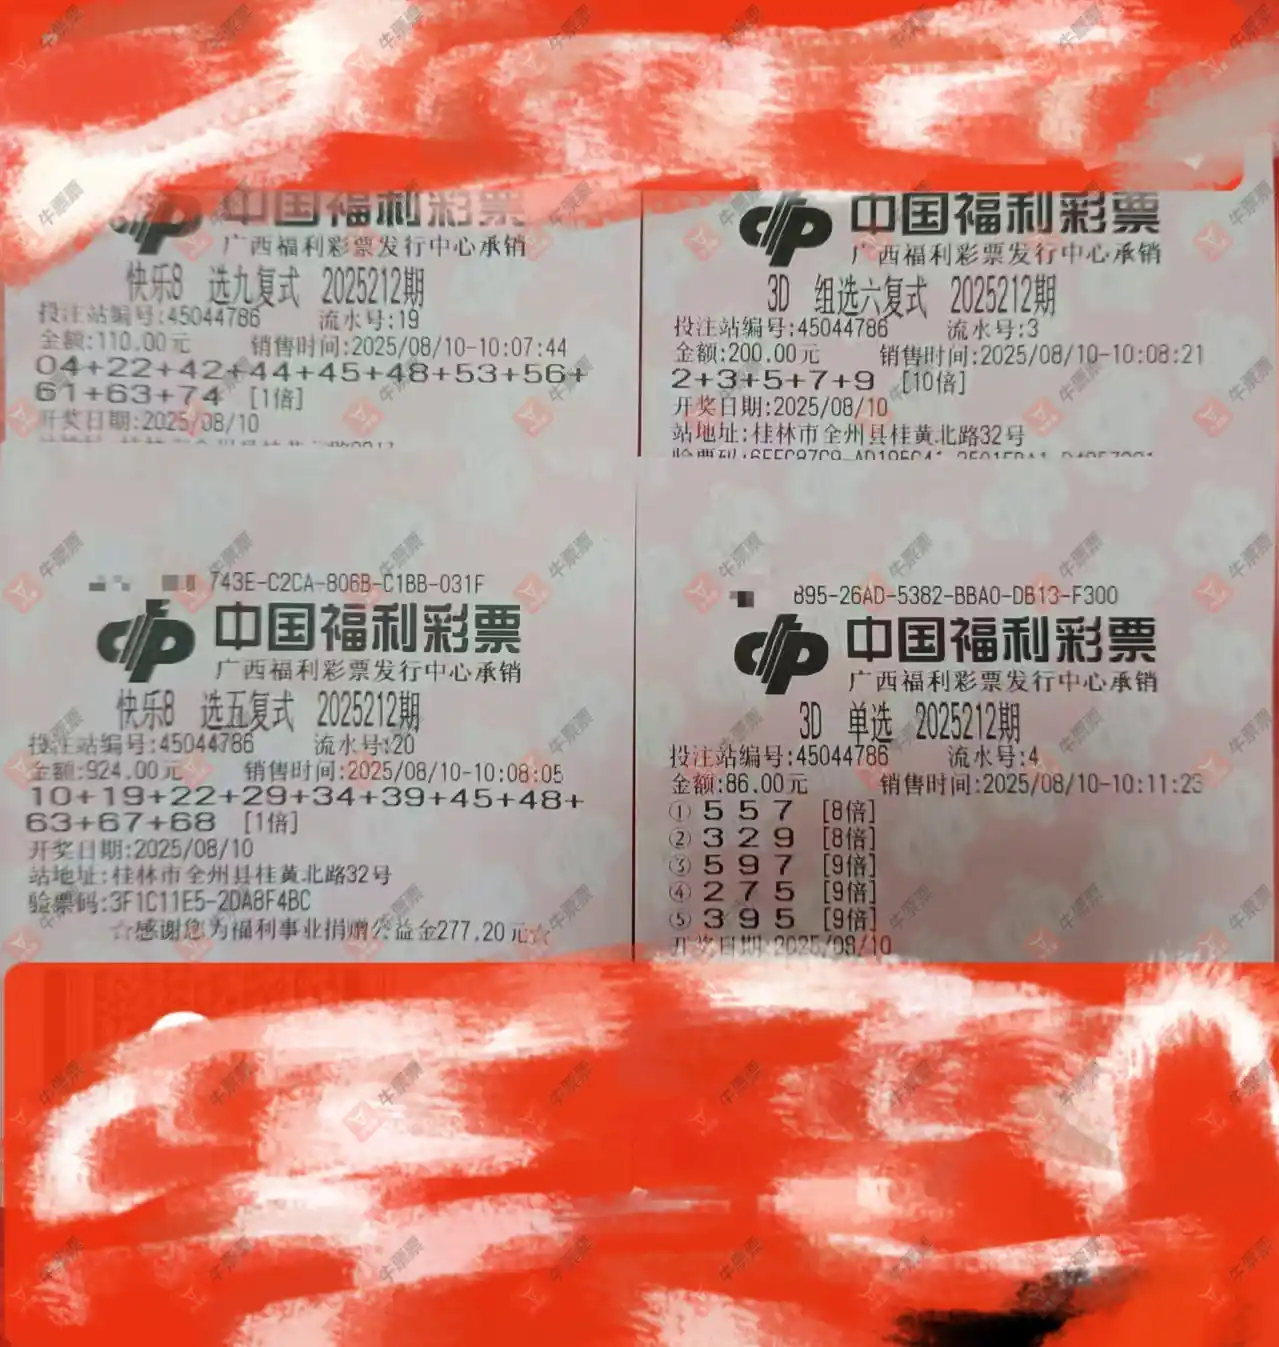 中国福利彩票
广西福利彩票发行中心承销
快乐8 选九复式 2025212期
投注站编号:45044786 流水号:19
金额:110.00元 销售时间:2025/08/10-10:07:44
04+22+42+44+45+48+53+56+
61+63+74 [1倍]
开奖日期:2025/08/10
中国福利彩票
广西福利彩票发行中心承销
3D 组选六复式 2025212期
投注站编号:45044786 流水号:3
金额:200.00元 销售时间:2025/08/10-10:08:21
2+3+5+7+9 [10倍]
开奖日期:2025/08/10
站地址:桂林市全州县桂黄北路32号
743E-C2CA-806B-C1BB-031F
中国福利彩票
广西福利彩票发行中心承销
快乐8 选五复式 2025212期
投注站编号:45044786 流水号:20
金额:924.00元 销售时间:2025/08/10-10:08:05
10+19+22+29+34+39+45+48+
63+67+68 [1倍]
开奖日期:2025/08/10
站地址:桂林市全州县桂黄北路32号
验票码:3F1C11E5-2DA8F4BC
☆感谢您为福利事业捐赠公益金277.20元☆
895-26AD-5382-BBA0-DB13-F300
中国福利彩票
广西福利彩票发行中心承销
3D 单选 2025212期
投注站编号:45044786 流水号:4
金额:86.00元 销售时间:2025/08/10-10:11:23
① 5 5 7 [8倍]
② 3 2 9 [8倍]
③ 5 9 7 [9倍]
④ 2 7 5 [9倍]
⑤ 3 9 5 [9倍]
开奖日期:2025/08/10
牛票票